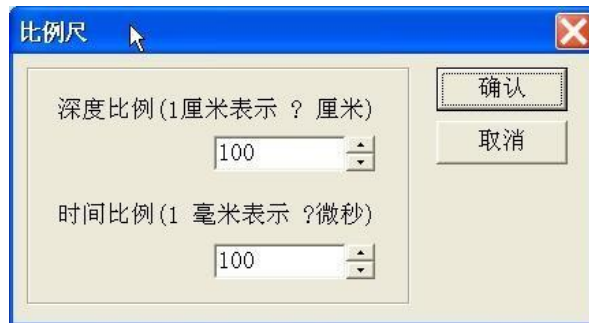 比例尺
确认
深度比例(1厘米表示 ? 厘米)
100
取消
时间比例(1 毫米表示 ?微秒)
100